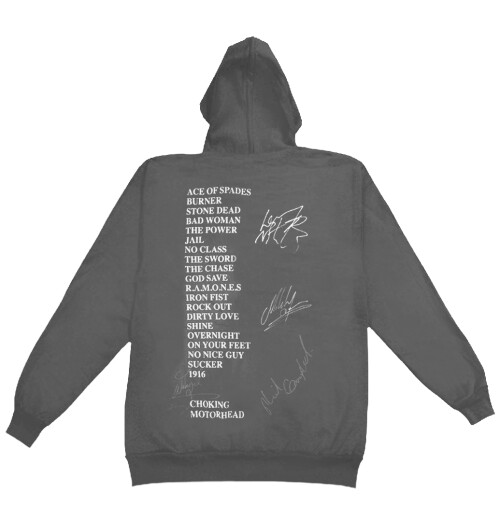 ACE OF SPADES
BURNER
STONE DEAD
BAD WOMAN
THE POWER
JAIL
NO CLASS
THE SWORD
THE CHASE
GOD SAVE
R.A.M.O.N.E.S
IRON FIST
ROCK OUT
DIRTY LOVE
SHINE
OVERNIGHT
ON YOUR FEET
NO NICE GUY
SUCKER
1916
CHOKING
MOTORHEAD